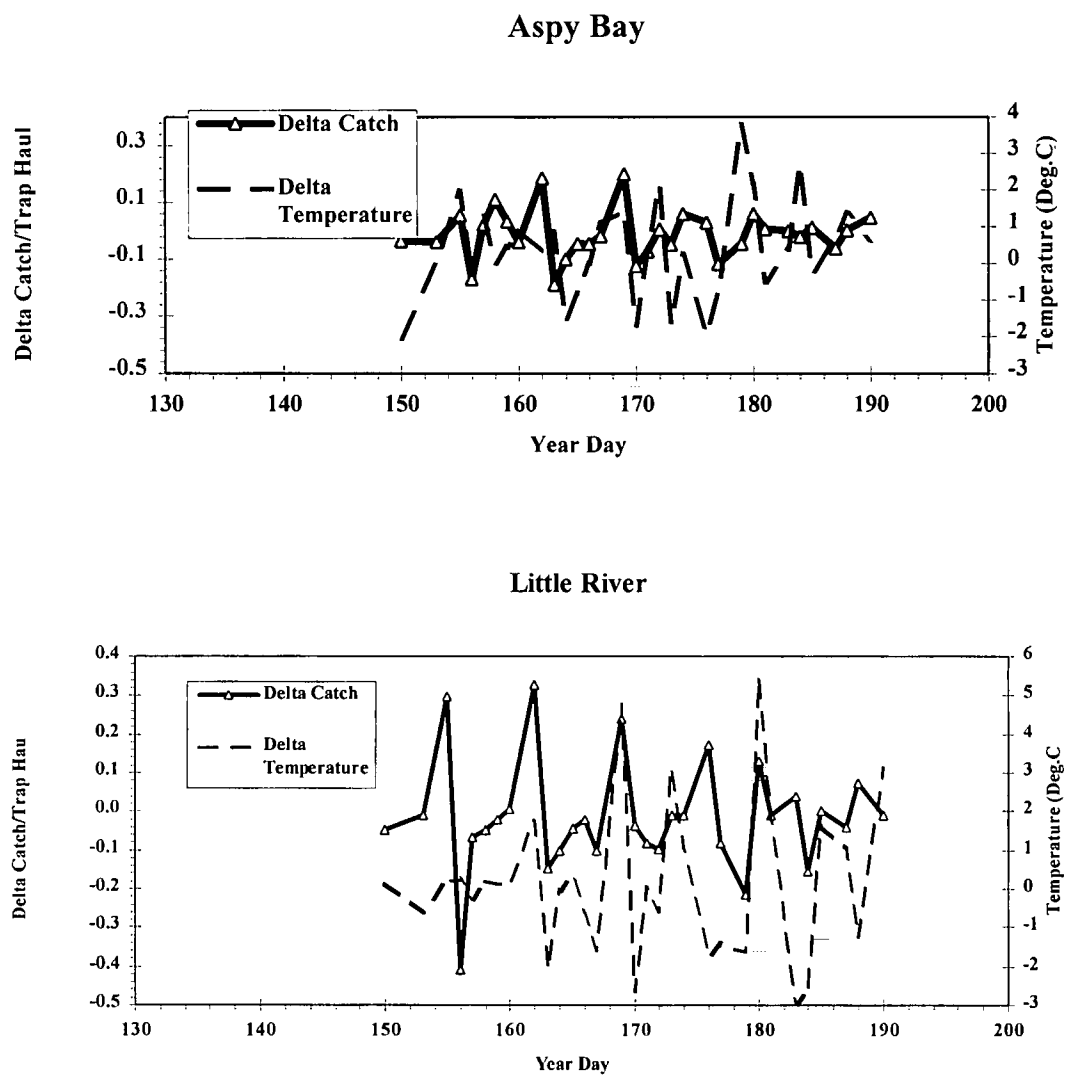 Aspy Bay
Delta Catch/Trap Haul
0.3
0.1
-0.1
-0.3
-0.5
Delta Catch
Delta
Temperature
4
3
2
1
0
-1
-2
-3
Temperature (Deg.C)
130 140 150 160 170 180 190 200
Year Day
Little River
Delta Catch/Trap Hau
0.4
0.3
0.2
0.1
0.0
-0.1
-0.2
-0.3
-0.4
-0.5
Delta Catch
Delta
Temperature
6
5
4
3
2
1
0
-1
-2
-3
Temperature (Deg.C
130 140 150 160 170 180 190 200
Year Day